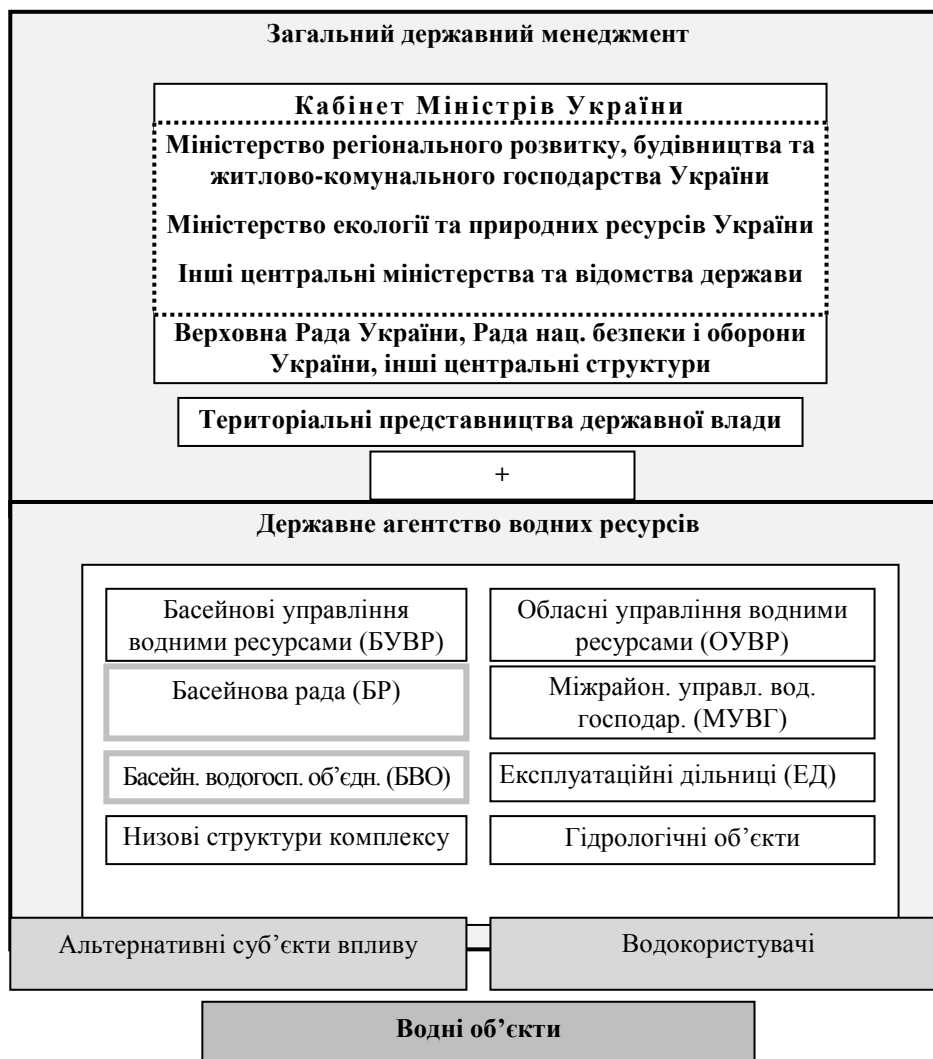 Загальний державний менеджмент
Кабінет Міністрів України
Міністерство регіонального розвитку, будівництва та
житлово-комунального господарства України
Міністерство екології та природних ресурсів України
Інші центральні міністерства та відомства держави
Верховна Рада України, Рада нац. безпеки і оборони
України, інші центральні структури
Територіальні представництва державної влади
+
Державне агентство водних ресурсів
Басейнові управління
водними ресурсами (БУВР)
Обласні управління водними
ресурсами (ОУВР)
Басейнова рада (БР)
Міжрайон. управл. вод.
господар. (МУВГ)
Басейн. водогосп. об’єдн. (БВО)
Експлуатаційні дільниці (ЕД)
Низові структури комплексу
Гідрологічні об’єкти
Альтернативні суб’єкти впливу
Водокористувачі
Водні об’єкти